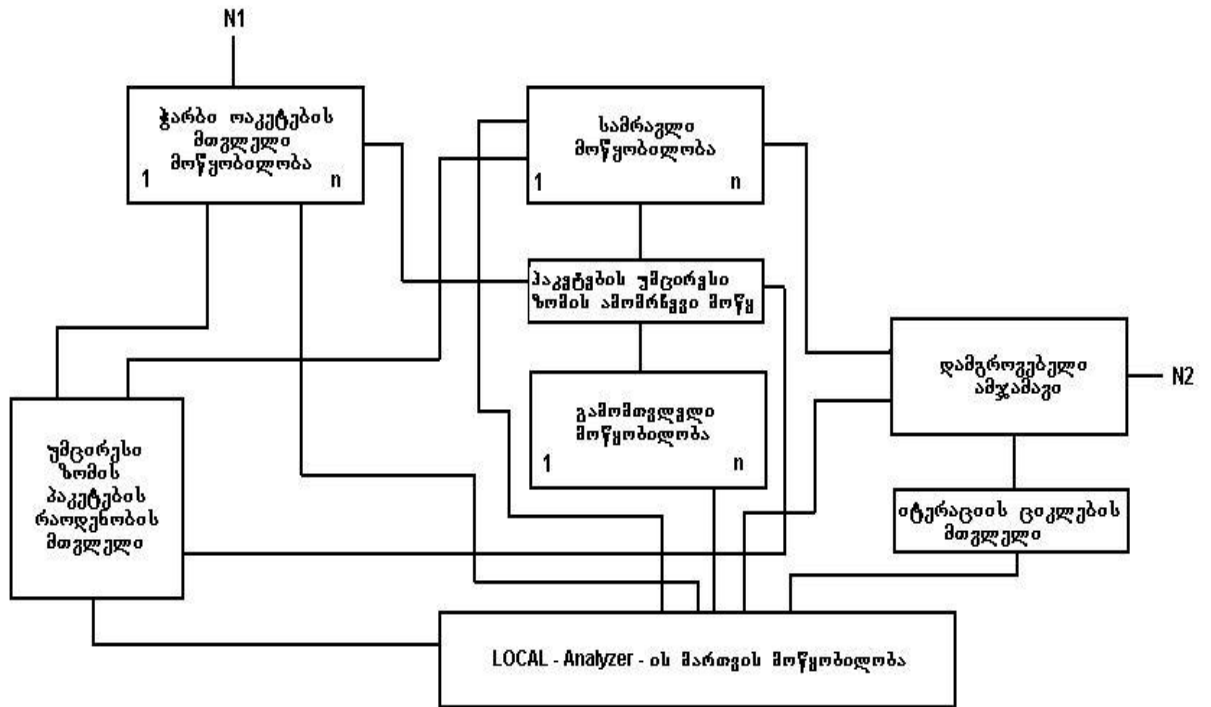 N1
ჭარბი ოაკეტების
მთვლელი
მოწყობილობა
1 n
სამრავლი
მოწყობილობა
1 n
პაკეტების უმცირესი
ზომის ამომრჩევი მოწყ
გამომთვლელი
მოწყობილობა
1 n
დამგროვებელი
ამჯამავი
N2
უმცირესი
ზომის
პაკეტების
რაოდენობის
მთვლელი
იტერაციის ციკლების
მთვლელი
LOCAL - Analyzer - ის მართვის მოწყობილობა